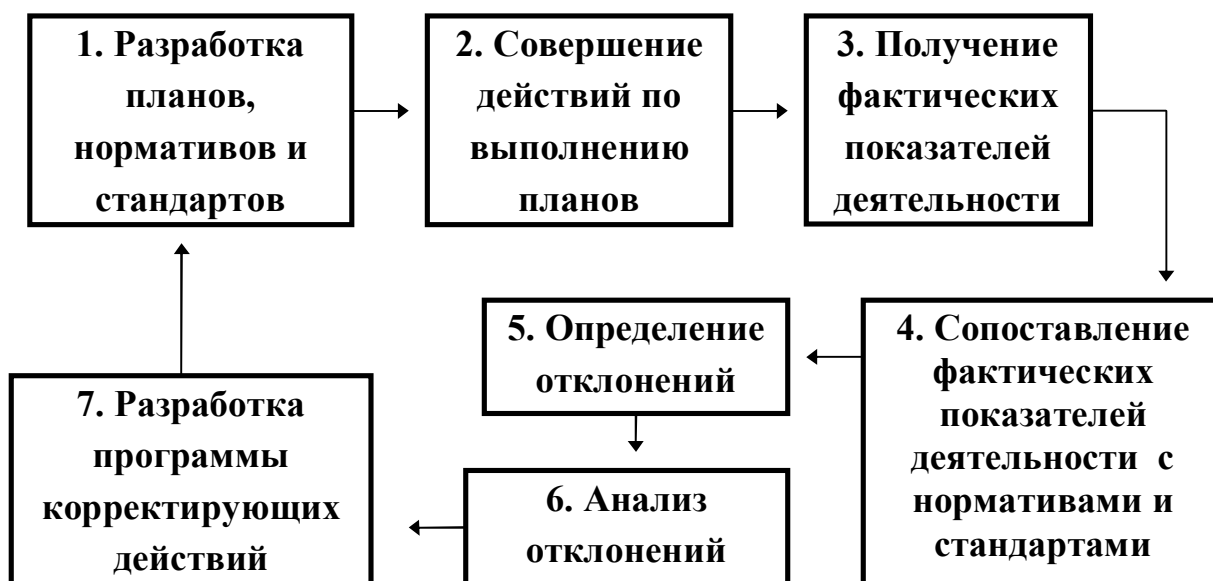 1. Разработка
планов,
нормативов и
стандартов
2. Совершение
действий по
выполнению
планов
3. Получение
фактических
показателей
деятельности
4. Сопоставление
фактических
показателей
деятельности с
нормативами и
стандартами
5. Определение
отклонений
6. Анализ
отклонений
7. Разработка
программы
корректирующих
действий